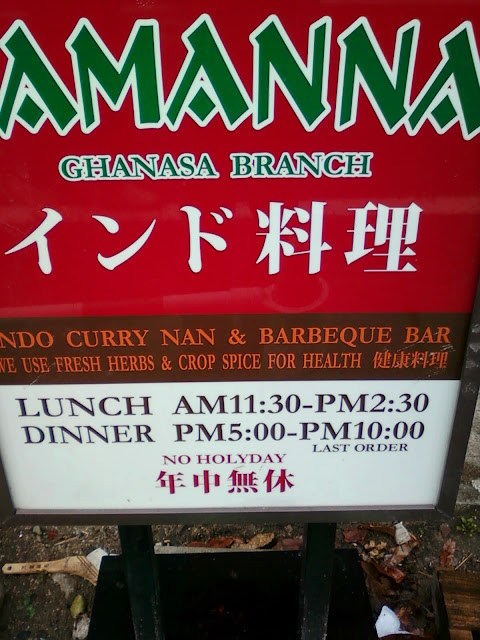 AMANNA
GHANASA BRANCH
インド料理
NDO CURRY NAN & BARBEQUE BAR
WE USE FRESH HERBS & CROP SPICE FOR HEALTH 健康料理
LUNCH AM11:30-PM2:30
DINNER PM5:00-PM10:00
LAST ORDER
NO HOLYDAY
年中無休